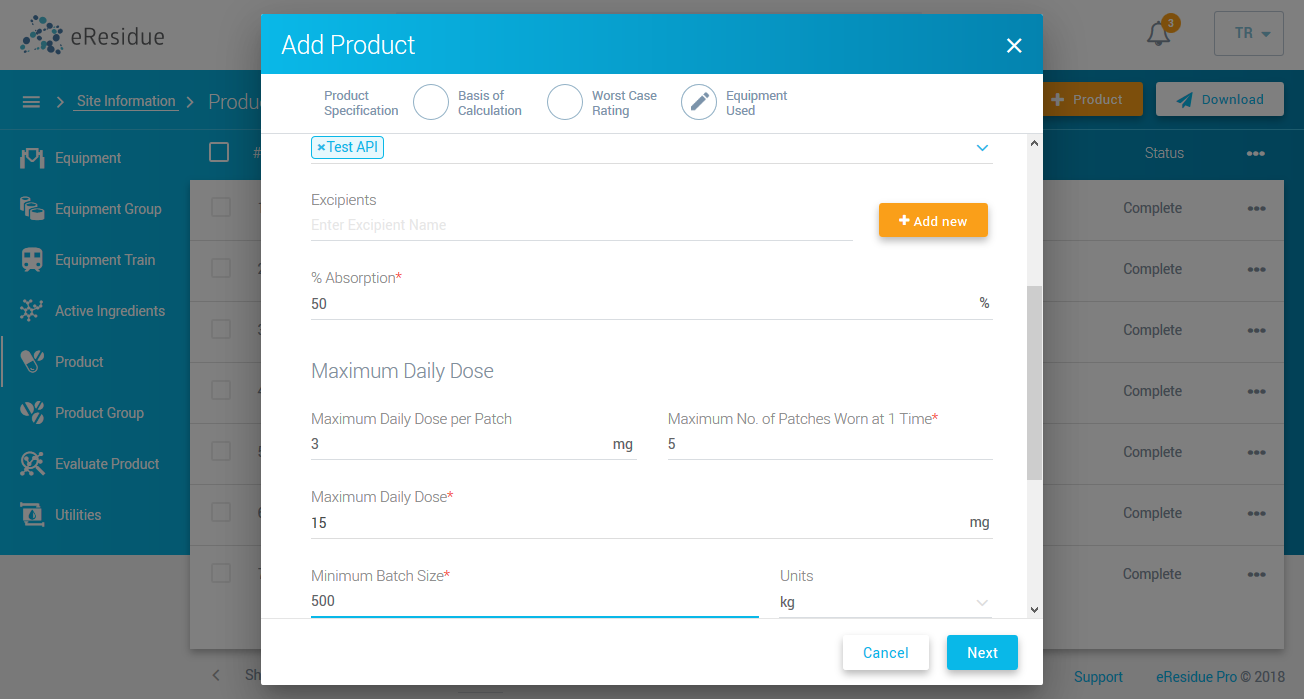 eResidue
Add Product
3
TR
Site Information
Produ
Product
Download
Product Specification
Basis of Calculation
Worst Case Rating
Equipment Used
Equipment
Equipment Group
Equipment Train
Active Ingredients
Product
Product Group
Evaluate Product
Utilities
#
Status
×Test API
Excipients
Enter Excipient Name
Add new
% Absorption*
50
%
Maximum Daily Dose
Maximum Daily Dose per Patch
3
mg
Maximum No. of Patches Worn at 1 Time*
5
Maximum Daily Dose*
15
mg
Minimum Batch Size*
500
Units
kg
Complete
Complete
Complete
Complete
Complete
Complete
Complete
Cancel
Next
Sh
Support
eResidue Pro © 2018